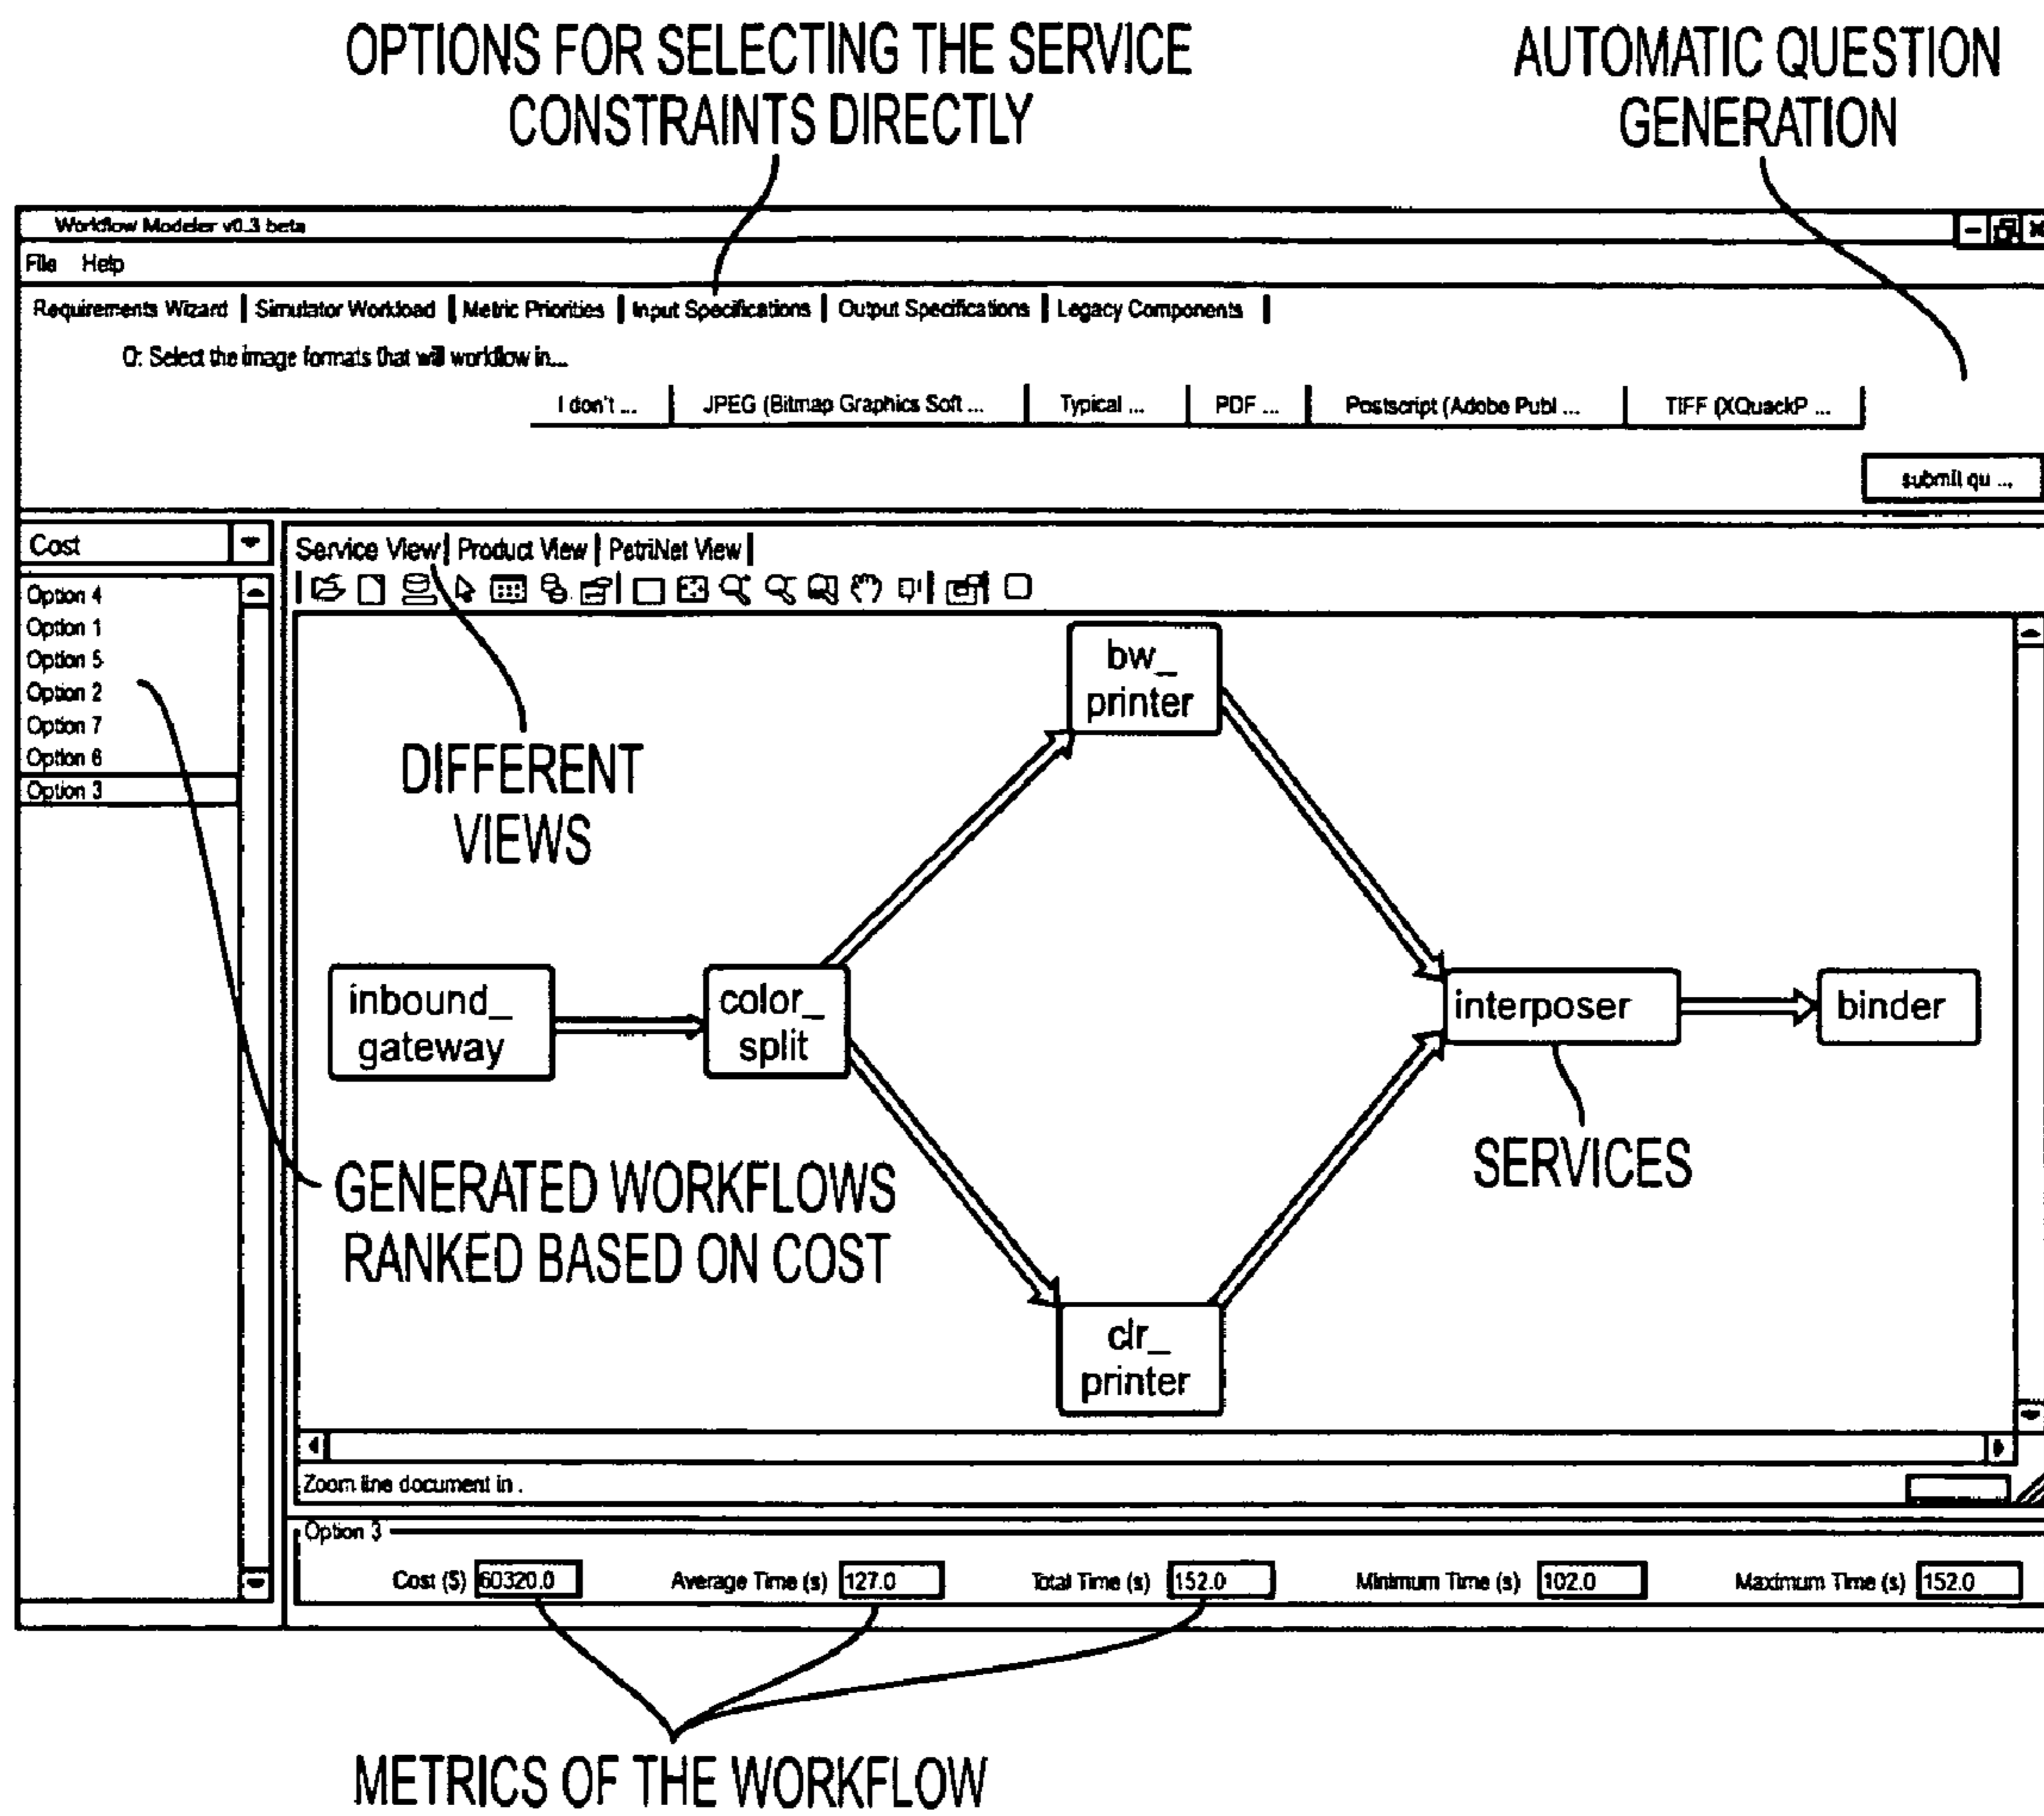 OPTIONS FOR SELECTING THE SERVICE
CONSTRAINTS DIRECTLY
AUTOMATIC QUESTION
GENERATION
Workflow Modeler v0.3 beta
File Help
Requirements Wizard | Simulator Workload | Metric Priorities | Input Specifications | Output Specifications | Legacy Components |
Q: Select the image formats that will workflow in...
I don't ... | JPEG (Bitmap Graphics Soft ... | Typical ... | PDF ... | Postscript (Adobe Publ ... | TIFF (XQuackP ...
submit qu ...
Cost
Service View | Product View | PetriNet View |
Option 4
Option 1
Option 5
Option 2
Option 7
Option 6
Option 3
bw_
printer
DIFFERENT
VIEWS
inbound_
gateway
color_
split
interposer
binder
SERVICES
GENERATED WORKFLOWS
RANKED BASED ON COST
clr_
printer
Zoom line document in .
Option 3
Cost ($) 60320.0 Average Time (s) 127.0 Total Time (s) 152.0 Minimum Time (s) 102.0 Maximum Time (s) 152.0
METRICS OF THE WORKFLOW